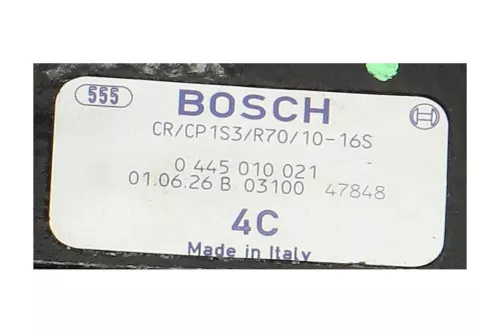 555
BOSCH
CR/CP1S3/R70/10-16S
0 445 010 021
01.06.26 B 03100 47848
4C
Made in Italy